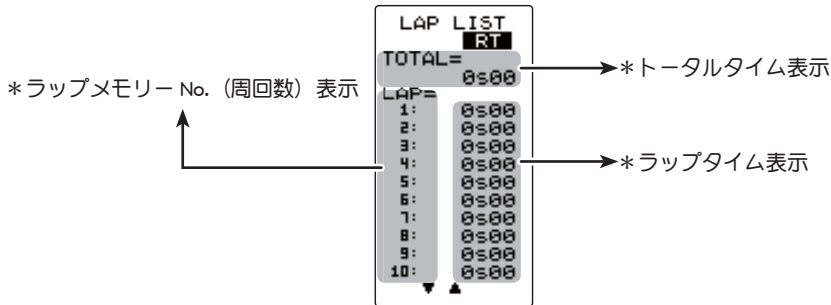 LAP LIST
RT
TOTAL=
0s00
LAP=
1: 0s00
2: 0s00
3: 0s00
4: 0s00
5: 0s00
6: 0s00
7: 0s00
8: 0s00
9: 0s00
10: 0s00
▼ ▲
＊ラップメモリー No.（周回数）表示
＊トータルタイム表示
＊ラップタイム表示